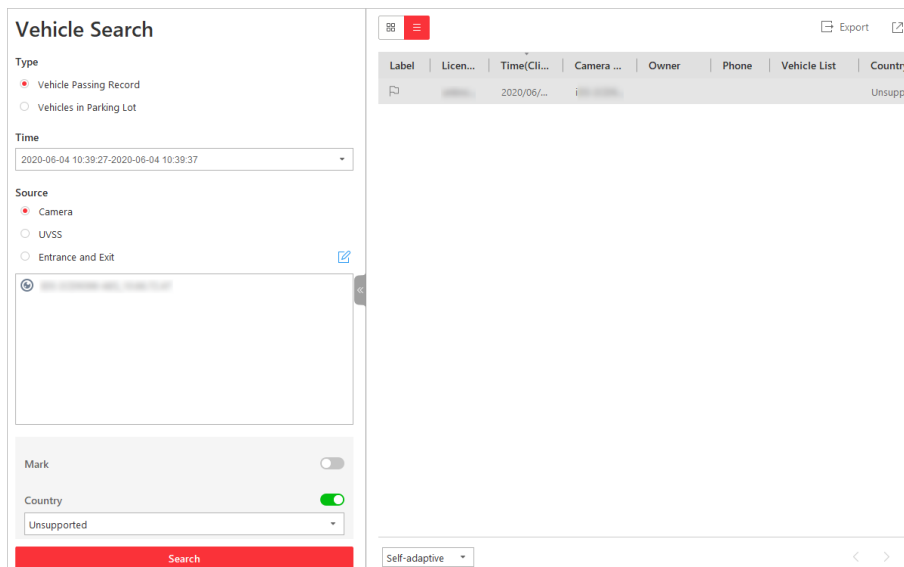 Vehicle Search
Type
Vehicle Passing Record
Vehicles in Parking Lot
Time
2020-06-04 10:39:27-2020-06-04 10:39:37
Source
Camera
UVSS
Entrance and Exit
Mark
Country
Unsupported
Search
Export
Label Licen... Time(Cli... Camera ... Owner Phone Vehicle List Country
2020/06/... i Unsupp
Self-adaptive